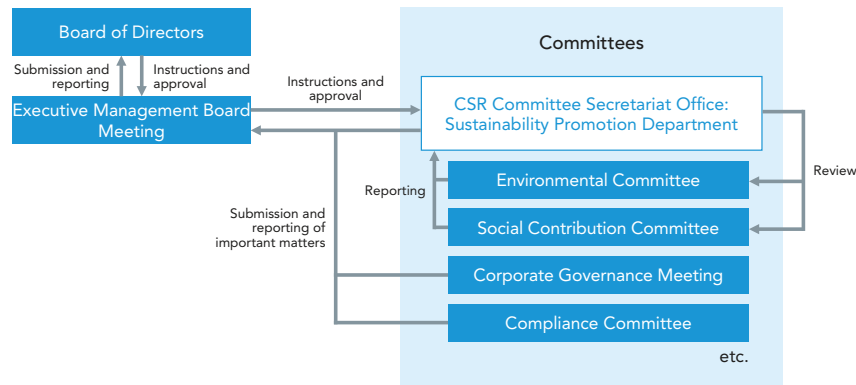 Board of Directors
Committees
Submission and
reporting
Instructions and
approval
Instructions and
approval
Executive Management Board
Meeting
CSR Committee Secretariat Office:
Sustainability Promotion Department
Reporting
Environmental Committee
Review
Submission and
reporting of
important matters
Social Contribution Committee
Corporate Governance Meeting
Compliance Committee
etc.